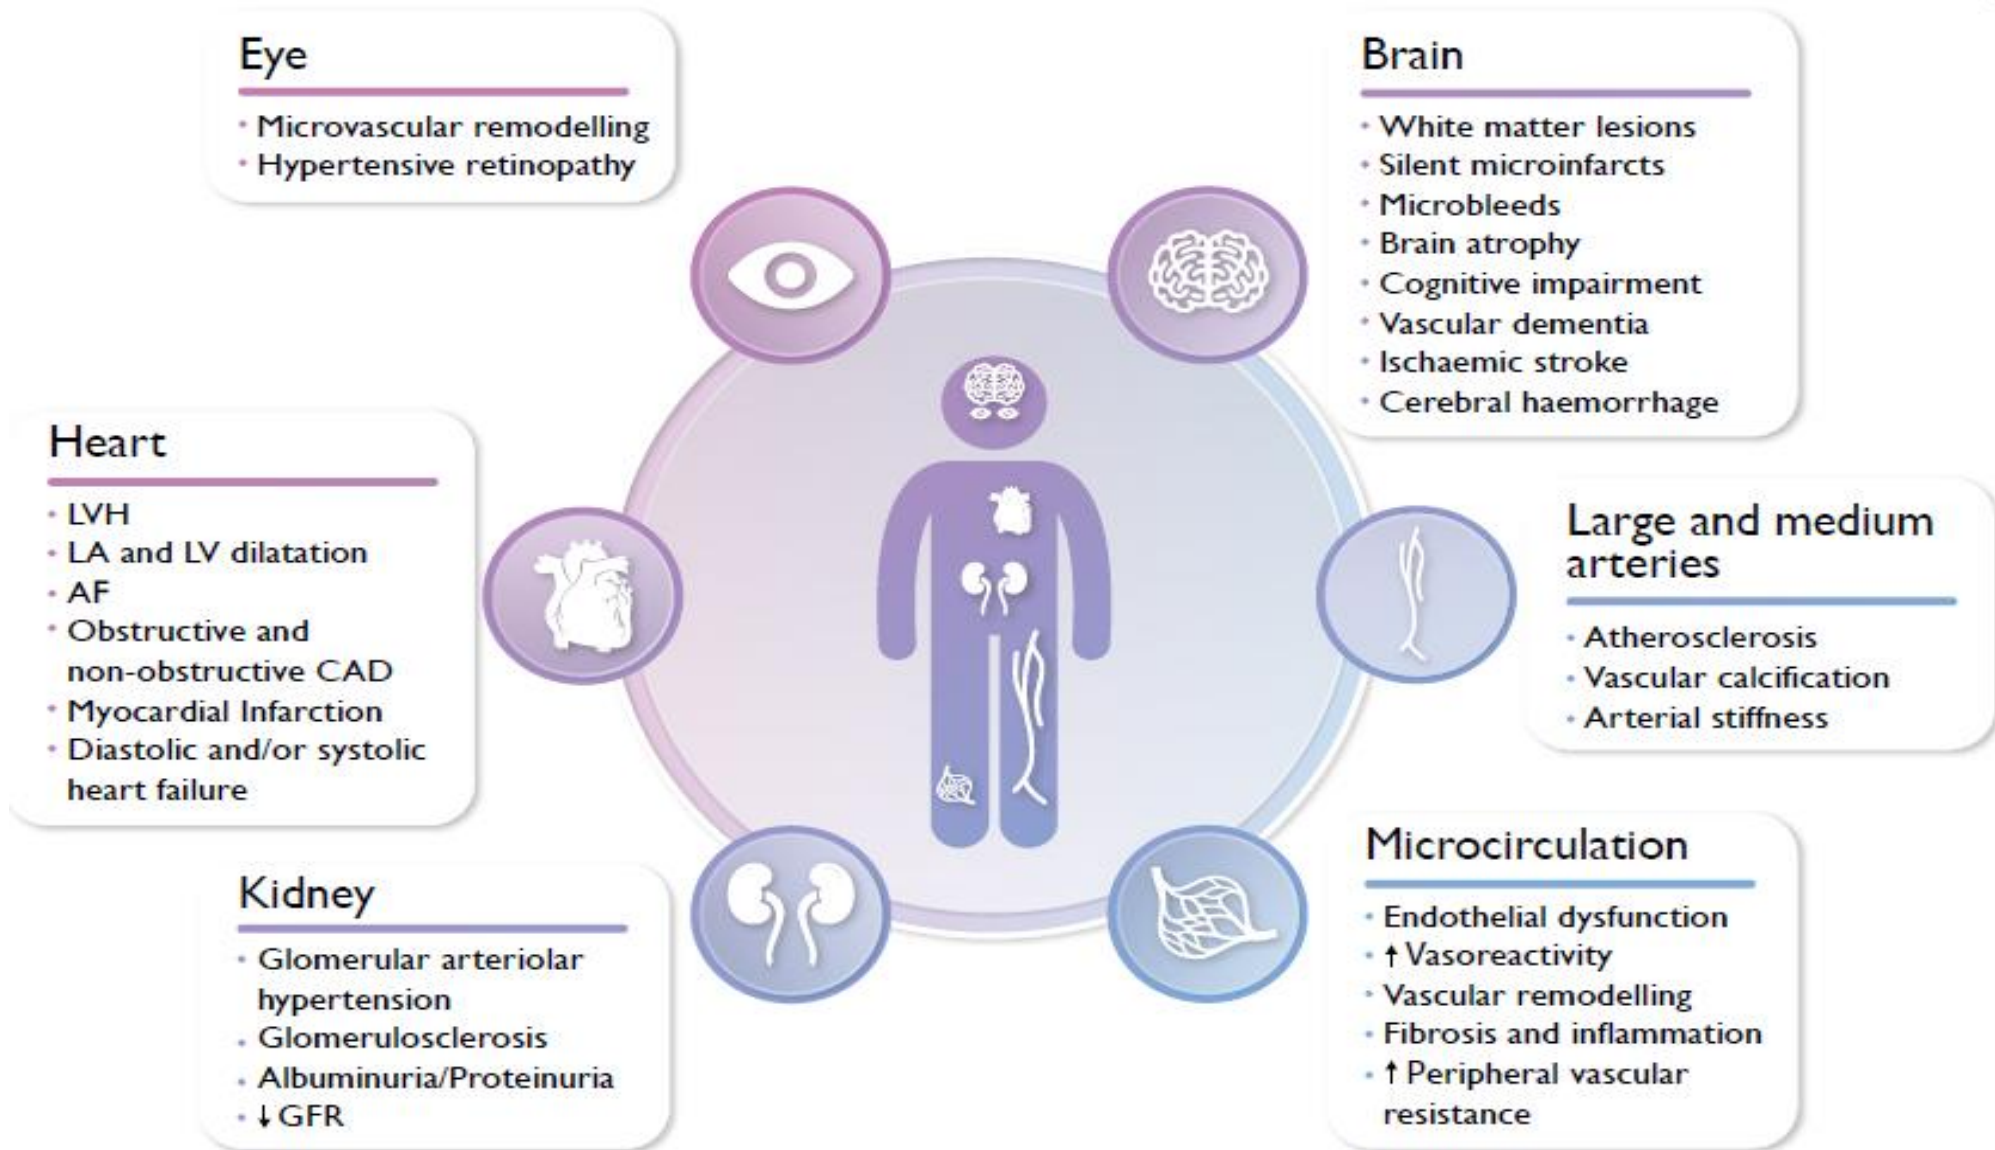 Eye
• Microvascular remodelling
• Hypertensive retinopathy
Brain
• White matter lesions
• Silent microinfarcts
• Microbleeds
• Brain atrophy
• Cognitive impairment
• Vascular dementia
• Ischaemic stroke
• Cerebral haemorrhage
Heart
• LVH
• LA and LV dilatation
• AF
• Obstructive and
non-obstructive CAD
• Myocardial Infarction
• Diastolic and/or systolic
heart failure
Large and medium
arteries
• Atherosclerosis
• Vascular calcification
• Arterial stiffness
Kidney
• Glomerular arteriolar
hypertension
• Glomerulosclerosis
• Albuminuria/Proteinuria
• ↓ GFR
Microcirculation
• Endothelial dysfunction
• ↑ Vasoreactivity
• Vascular remodelling
• Fibrosis and inflammation
• ↑ Peripheral vascular
resistance